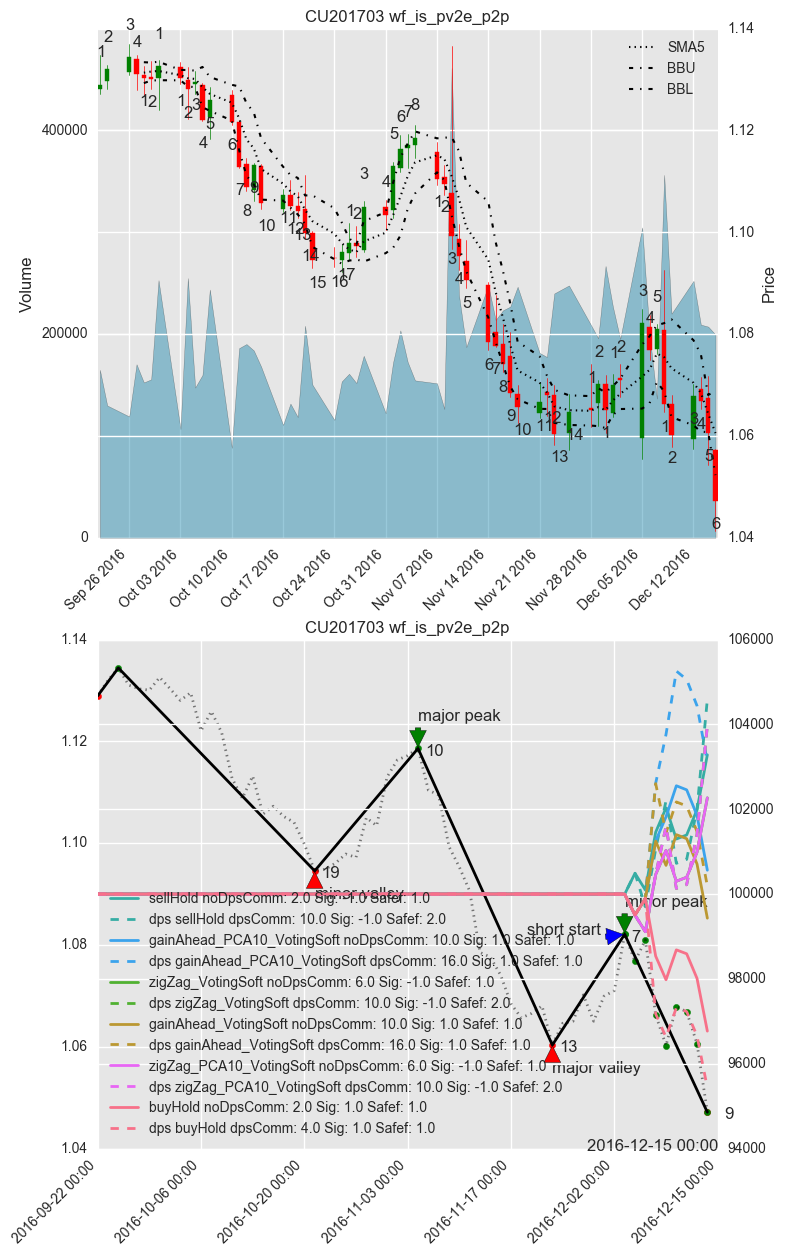 CU201703 wf_is_pv2e_p2p
SMA5
BBU
BBL
1.14
1.12
1.10
1.08
1.06
1.04
Price
400000
200000
0
Volume
Sep 26 2016
Oct 03 2016
Oct 10 2016
Oct 17 2016
Oct 24 2016
Oct 31 2016
Nov 07 2016
Nov 14 2016
Nov 21 2016
Nov 28 2016
Dec 05 2016
Dec 12 2016
CU201703 wf_is_pv2e_p2p
1.14
1.12
1.10
1.08
1.06
1.04
106000
104000
102000
100000
98000
96000
94000
major peak
10
19
minor valley
minor peak
short start
7
13
major valley
9
2016-12-15 00:00
sellHold noDpsComm: 2.0 Sig: -1.0 Safef: 1.0
dps sellHold dpsComm: 10.0 Sig: -1.0 Safef: 2.0
gainAhead_PCA10_VotingSoft noDpsComm: 10.0 Sig: 1.0 Safef: 1.0
dps gainAhead_PCA10_VotingSoft dpsComm: 16.0 Sig: 1.0 Safef: 1.0
zigZag_VotingSoft noDpsComm: 6.0 Sig: -1.0 Safef: 1.0
dps zigZag_VotingSoft dpsComm: 10.0 Sig: -1.0 Safef: 2.0
gainAhead_VotingSoft noDpsComm: 10.0 Sig: 1.0 Safef: 1.0
dps gainAhead_VotingSoft dpsComm: 16.0 Sig: 1.0 Safef: 1.0
zigZag_PCA10_VotingSoft noDpsComm: 6.0 Sig: -1.0 Safef: 1.0
dps zigZag_PCA10_VotingSoft dpsComm: 10.0 Sig: -1.0 Safef: 2.0
buyHold noDpsComm: 2.0 Sig: 1.0 Safef: 1.0
dps buyHold dpsComm: 4.0 Sig: 1.0 Safef: 1.0
2016-09-22 00:00
2016-10-06 00:00
2016-10-20 00:00
2016-11-03 00:00
2016-11-17 00:00
2016-12-02 00:00
2016-12-15 00:00